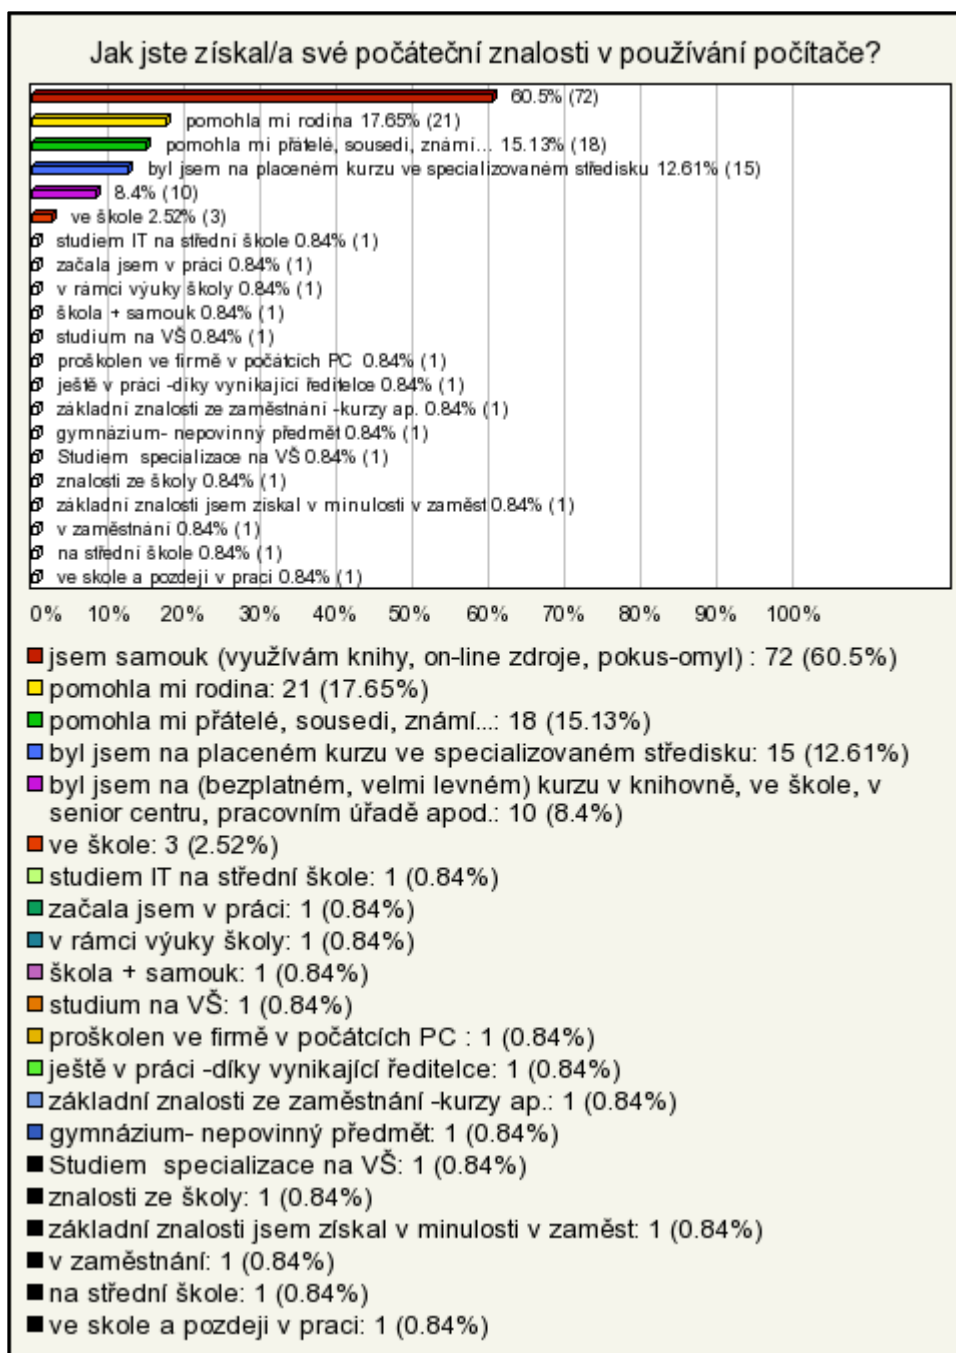 Jak jste získal/a své počáteční znalosti v používání počítače?
60.5% (72)
pomohla mi rodina 17.65% (21)
pomohla mi přátelé, sousedi, známí... 15.13% (18)
byl jsem na placeném kurzu ve specializovaném středisku 12.61% (15)
8.4% (10)
ve škole 2.52% (3)
studiem IT na střední škole 0.84% (1)
začala jsem v práci 0.84% (1)
v rámci výuky školy 0.84% (1)
škola + samouk 0.84% (1)
studium na VŠ 0.84% (1)
proškolen ve firmě v počátcích PC  0.84% (1)
ještě v práci -díky vynikající ředitelce 0.84% (1)
základní znalosti ze zaměstnání -kurzy ap. 0.84% (1)
gymnázium- nepovinný předmět 0.84% (1)
Studiem  specializace na VŠ 0.84% (1)
znalosti ze školy 0.84% (1)
základní znalosti jsem získal v minulosti v zaměst 0.84% (1)
v zaměstnání 0.84% (1)
na střední škole 0.84% (1)
ve skole a pozdeji v praci 0.84% (1)
0% 10% 20% 30% 40% 50% 60% 70% 80% 90% 100%
jsem samouk (využívám knihy, on-line zdroje, pokus-omyl) : 72 (60.5%)
pomohla mi rodina: 21 (17.65%)
pomohla mi přátelé, sousedi, známí...: 18 (15.13%)
byl jsem na placeném kurzu ve specializovaném středisku: 15 (12.61%)
byl jsem na (bezplatném, velmi levném) kurzu v knihovně, ve škole, v
senior centru, pracovním úřadě apod.: 10 (8.4%)
ve škole: 3 (2.52%)
studiem IT na střední škole: 1 (0.84%)
začala jsem v práci: 1 (0.84%)
v rámci výuky školy: 1 (0.84%)
škola + samouk: 1 (0.84%)
studium na VŠ: 1 (0.84%)
proškolen ve firmě v počátcích PC : 1 (0.84%)
ještě v práci -díky vynikající ředitelce: 1 (0.84%)
základní znalosti ze zaměstnání -kurzy ap.: 1 (0.84%)
gymnázium- nepovinný předmět: 1 (0.84%)
Studiem  specializace na VŠ: 1 (0.84%)
znalosti ze školy: 1 (0.84%)
základní znalosti jsem získal v minulosti v zaměst: 1 (0.84%)
v zaměstnání: 1 (0.84%)
na střední škole: 1 (0.84%)
ve skole a pozdeji v praci: 1 (0.84%)